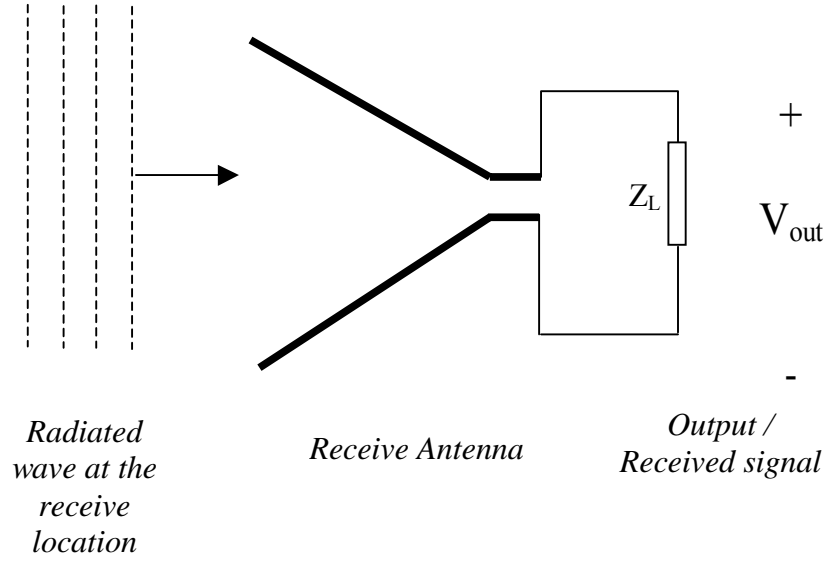 +
Z_L
V_out
-
Radiated
wave at the
receive
location
Receive Antenna
Output /
Received signal